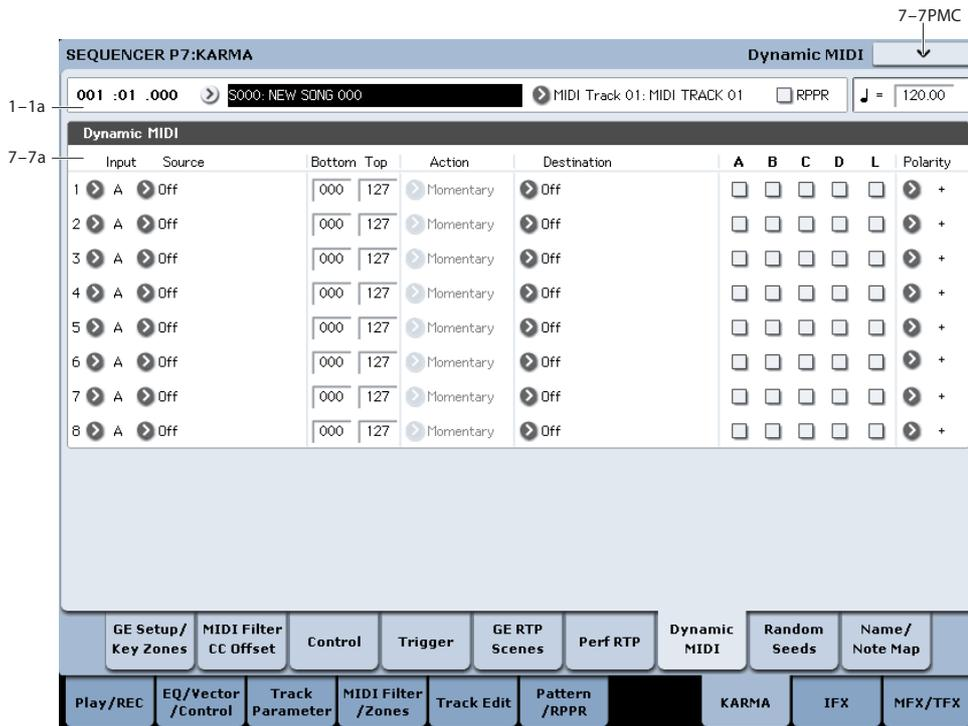 7–7PMC
SEQUENCER P7:KARMA Dynamic MIDI
1–1a
001 :01 .000 S000: NEW SONG 000 MIDI Track 01: MIDI TRACK 01 RPPR ♩ = 120.00
Dynamic MIDI
7–7a
Input Source Bottom Top Action Destination A B C D L Polarity
1 A Off 000 127 Momentary Off +
2 A Off 000 127 Momentary Off +
3 A Off 000 127 Momentary Off +
4 A Off 000 127 Momentary Off +
5 A Off 000 127 Momentary Off +
6 A Off 000 127 Momentary Off +
7 A Off 000 127 Momentary Off +
8 A Off 000 127 Momentary Off +
GE Setup/ Key Zones
MIDI Filter CC Offset
Control
Trigger
GE RTP Scenes
Perf RTP
Dynamic MIDI
Random Seeds
Name/ Note Map
Play/REC
EQ/Vector /Control
Track Parameter
MIDI Filter /Zones
Track Edit
Pattern /RPPR
KARMA
IFX
MFX/TFX